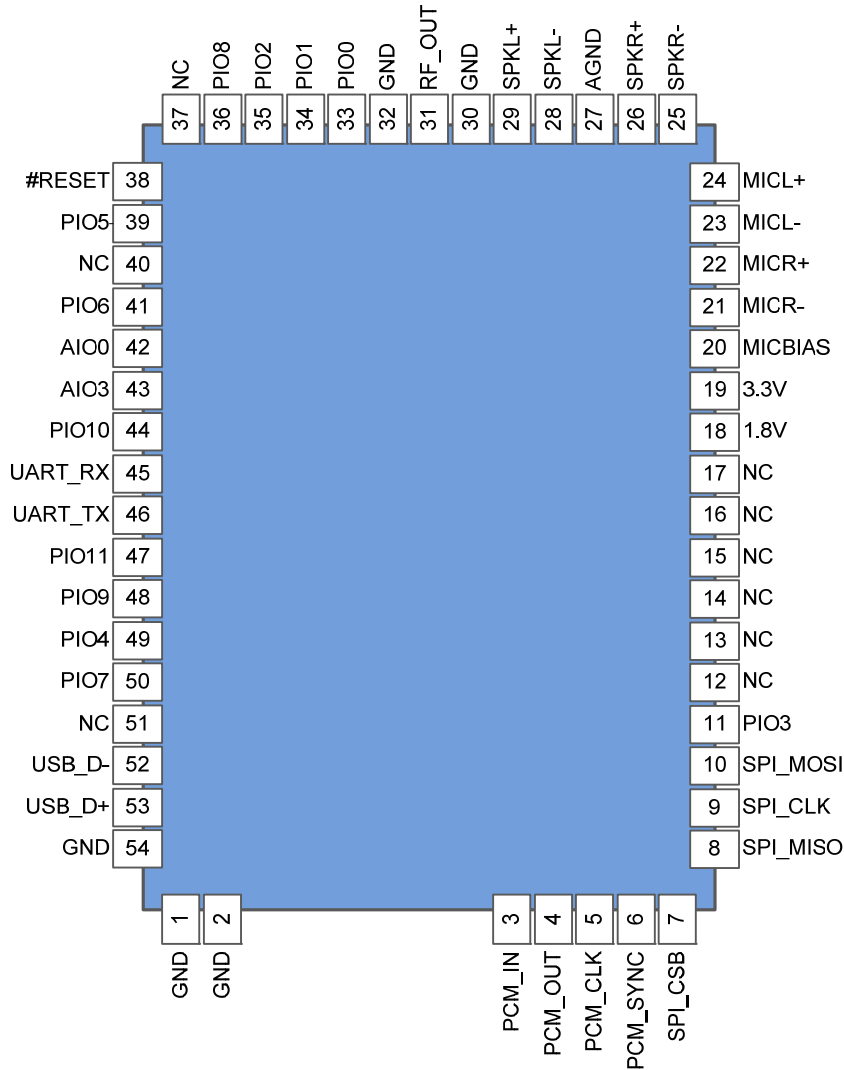 NC
PIO8
PIO2
PIO1
PIO0
GND
RF_OUT
GND
SPKL+
SPKL-
AGND
SPKR+
SPKR-
37
36
35
34
33
32
31
30
29
28
27
26
25
#RESET 38
PIO5 39
NC 40
PIO6 41
AIO0 42
AIO3 43
PIO10 44
UART_RX 45
UART_TX 46
PIO11 47
PIO9 48
PIO4 49
PIO7 50
NC 51
USB_D- 52
USB_D+ 53
GND 54
24 MICL+
23 MICL-
22 MICR+
21 MICR-
20 MICBIAS
19 3.3V
18 1.8V
17 NC
16 NC
15 NC
14 NC
13 NC
12 NC
11 PIO3
10 SPI_MOSI
9 SPI_CLK
8 SPI_MISO
1
2
3
4
5
6
7
GND
GND
PCM_IN
PCM_OUT
PCM_CLK
PCM_SYNC
SPI_CSB